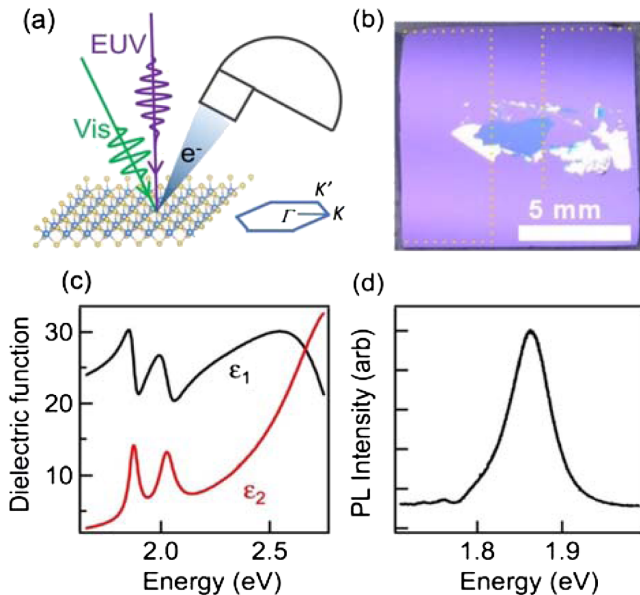 (a)
EUV
Vis
e-
K'
Γ
K
(b)
5 mm
(c)
Dielectric function
30
20
10
ε1
ε2
2.0
2.5
Energy (eV)
(d)
PL Intensity (arb)
1.8
1.9
Energy (eV)